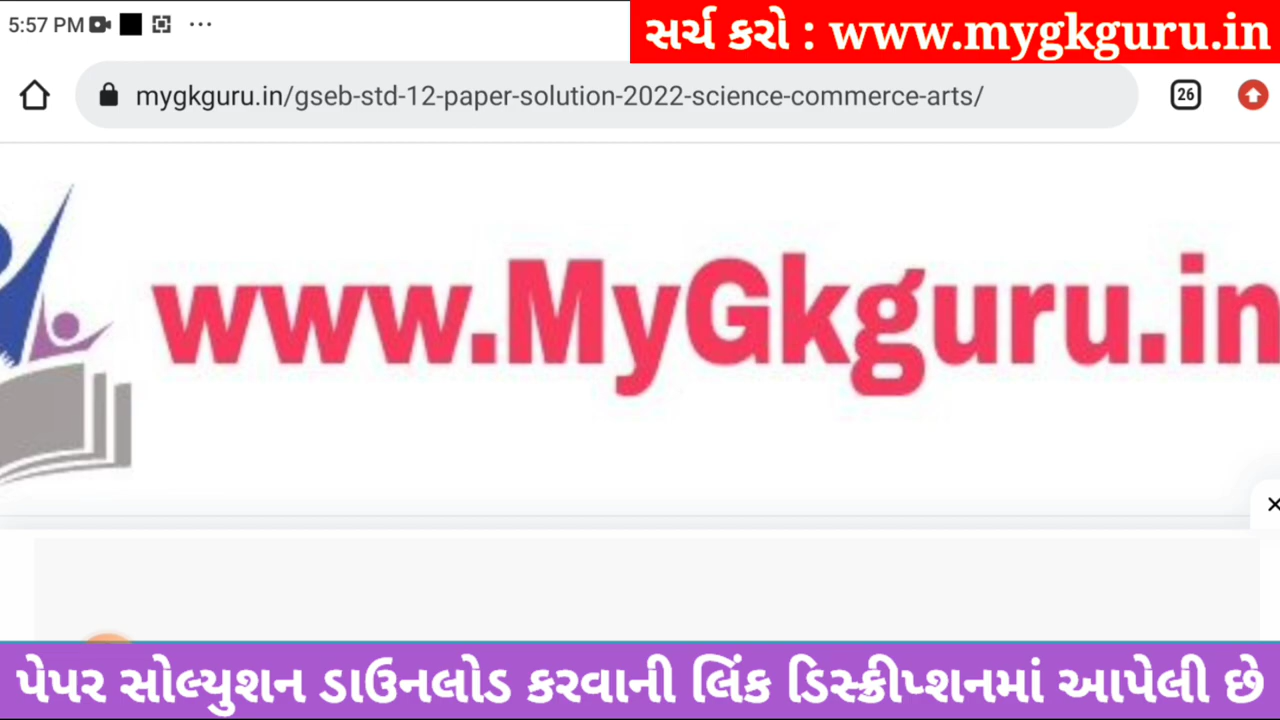 5:57 PM
સર્ચ કરો : www.mygkguru.in
mygkguru.in/gseb-std-12-paper-solution-2022-science-commerce-arts/
26
www.MyGkguru.in
પેપર સોલ્યુશન ડાઉનલોડ કરવાની લિંક ડિસ્ક્રીપ્શનમાં આપેલી છે